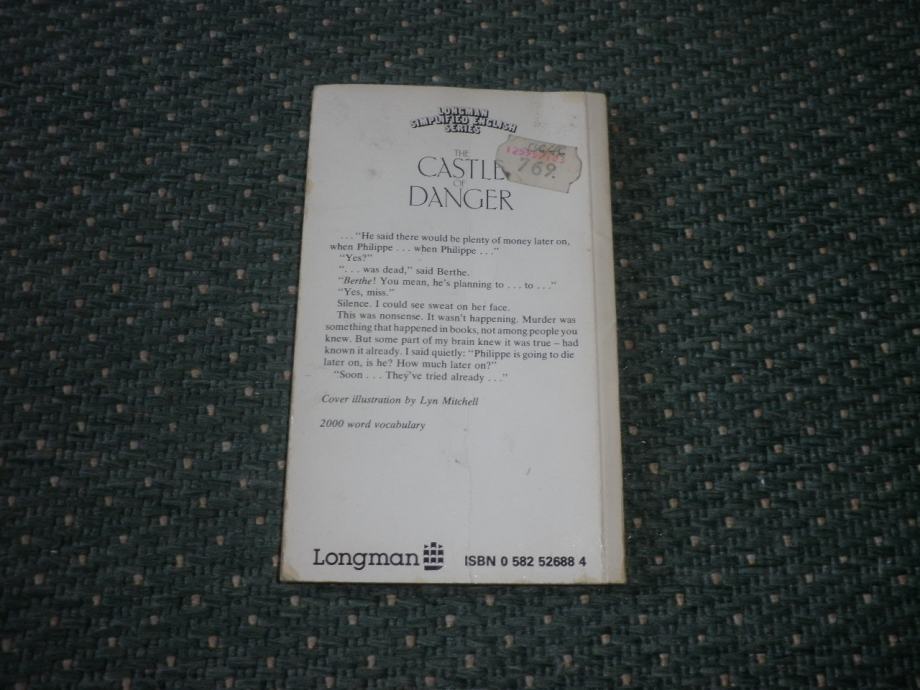 LONGMAN
SIMPLIFIED ENGLISH
SERIES
THE
CASTLE
OF
DANGER
769.
. . . “He said there would be plenty of money later on,
when Philippe . . . when Philippe . . .”
“Yes?”
“. . . was dead,” said Berthe.
“Berthe! You mean, he's planning to . . . to . . .”
“Yes, miss.”
Silence. I could see sweat on her face.
This was nonsense. It wasn't happening. Murder was
something that happened in books, not among people you
knew. But some part of my brain knew it was true – had
known it already. I said quietly: “Philippe is going to die
later on, is he? How much later on?”
“Soon . . . They've tried already . . .”
Cover illustration by Lyn Mitchell
2000 word vocabulary
Longman
ISBN 0 582 52688 4